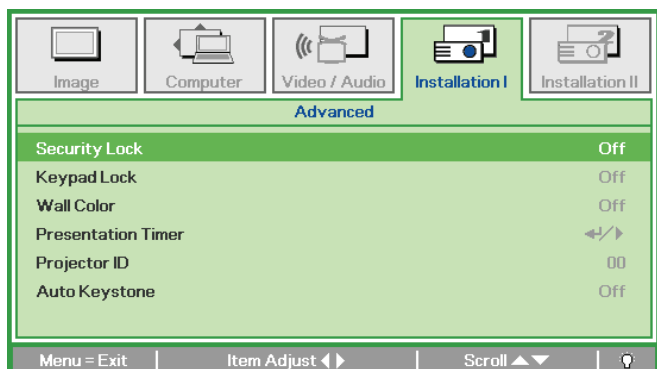 Image Computer Video / Audio Installation I Installation II
Advanced
Security Lock Off
Keypad Lock Off
Wall Color Off
Presentation Timer
Projector ID 00
Auto Keystone Off
Menu = Exit Item Adjust Scroll